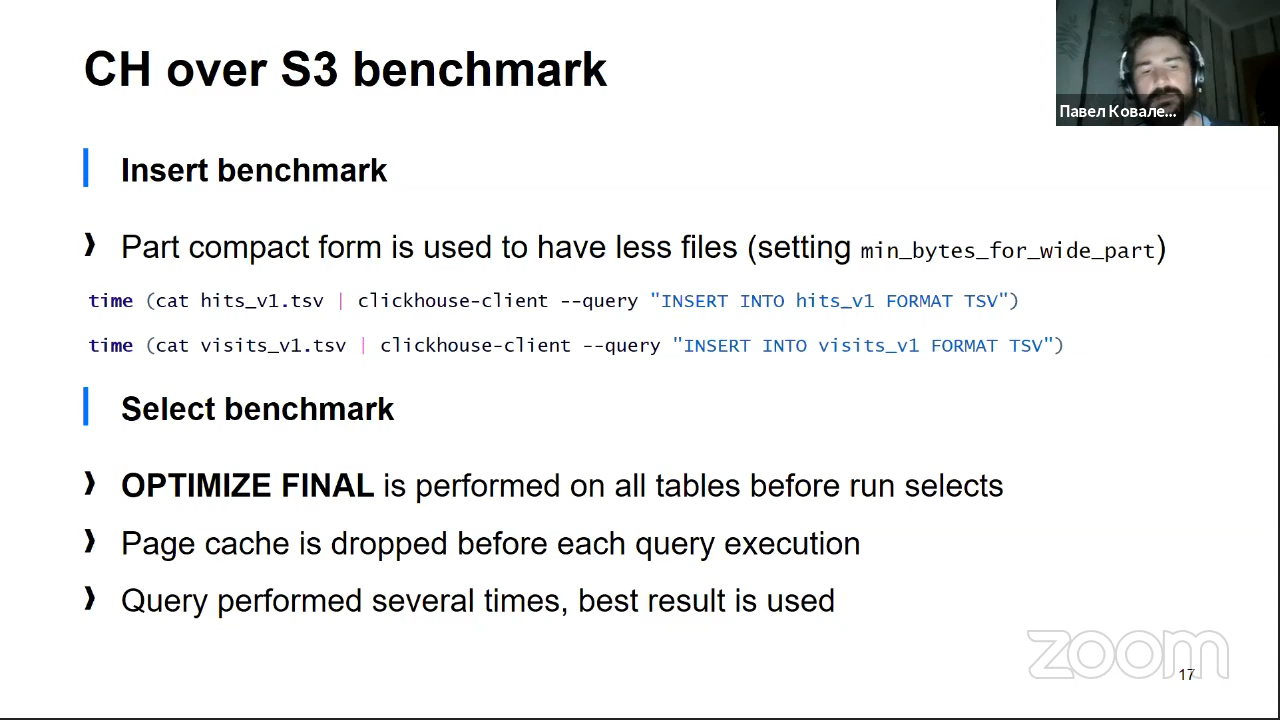 CH over S3 benchmark
Павел Ковале...
Insert benchmark
Part compact form is used to have less files (setting min_bytes_for_wide_part)
time (cat hits_v1.tsv | clickhouse-client --query "INSERT INTO hits_v1 FORMAT TSV")
time (cat visits_v1.tsv | clickhouse-client --query "INSERT INTO visits_v1 FORMAT TSV")
Select benchmark
OPTIMIZE FINAL is performed on all tables before run selects
Page cache is dropped before each query execution
Query performed several times, best result is used
zoom
17